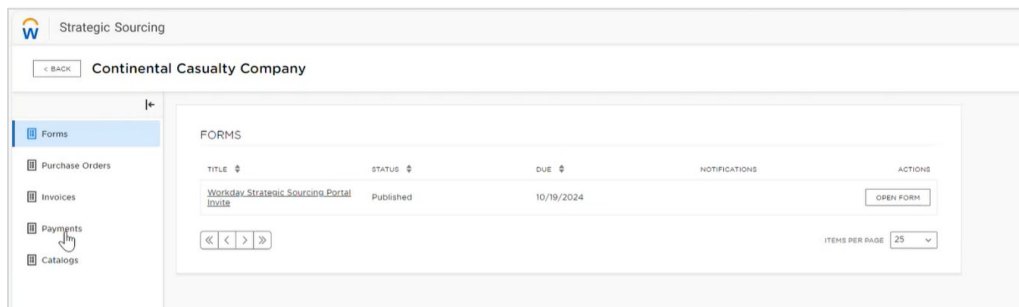 Strategic Sourcing
< BACK Continental Casualty Company
Forms
Purchase Orders
Invoices
Payments
Catalogs
FORMS
TITLE STATUS DUE NOTIFICATIONS ACTIONS
Workday Strategic Sourcing Portal
Invite Published 10/19/2024 OPEN FORM
ITEMS PER PAGE 25